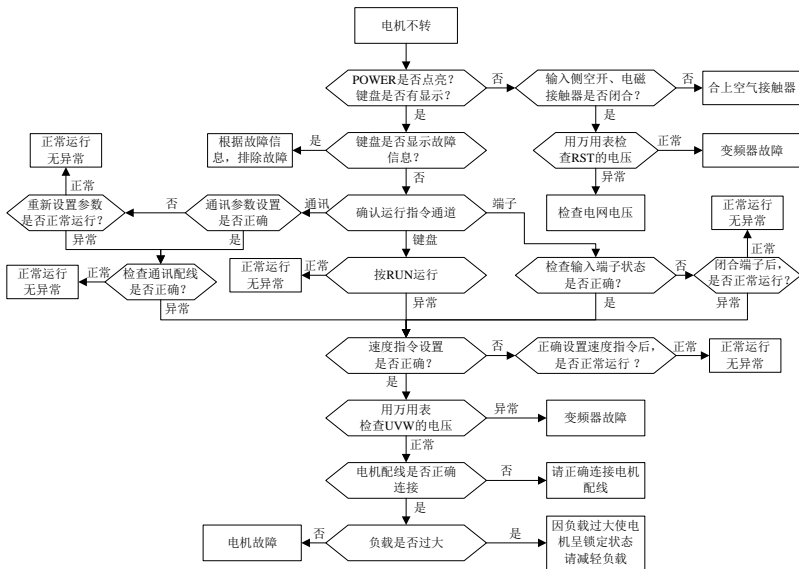 电机不转
POWER是否点亮？
键盘是否有显示？
否
输入侧空开、电磁
接触器是否闭合？
否
合上空气接触器
是
是
正常运行
无异常
根据故障信
息，排除故障
是
键盘是否显示故障
信息？
用万用表检
查RST的电压
正常
变频器故障
正常
否
异常
重新设置参数
是否正常运行？
否
通讯参数设置
是否正确
通讯
确认运行指令通道
端子
检查电网电压
正常运行
无异常
异常
是
键盘
正常
正常运行
无异常
正常
检查通讯配线
是否正确？
正常运行
无异常
正常
按RUN运行
检查输入端子状态
是否正确？
否
闭合端子后，
是否正常运行？
异常
异常
是
异常
速度指令设置
是否正确？
否
正确设置速度指令后，
是否正常运行 ？
正常
正常运行
无异常
是
用万用表
检查UVW的电压
异常
变频器故障
正常
电机配线是否正确
连接
否
请正确连接电机
配线
是
电机故障
否
负载是否过大
是
因负载过大使电
机呈锁定状态
请减轻负载